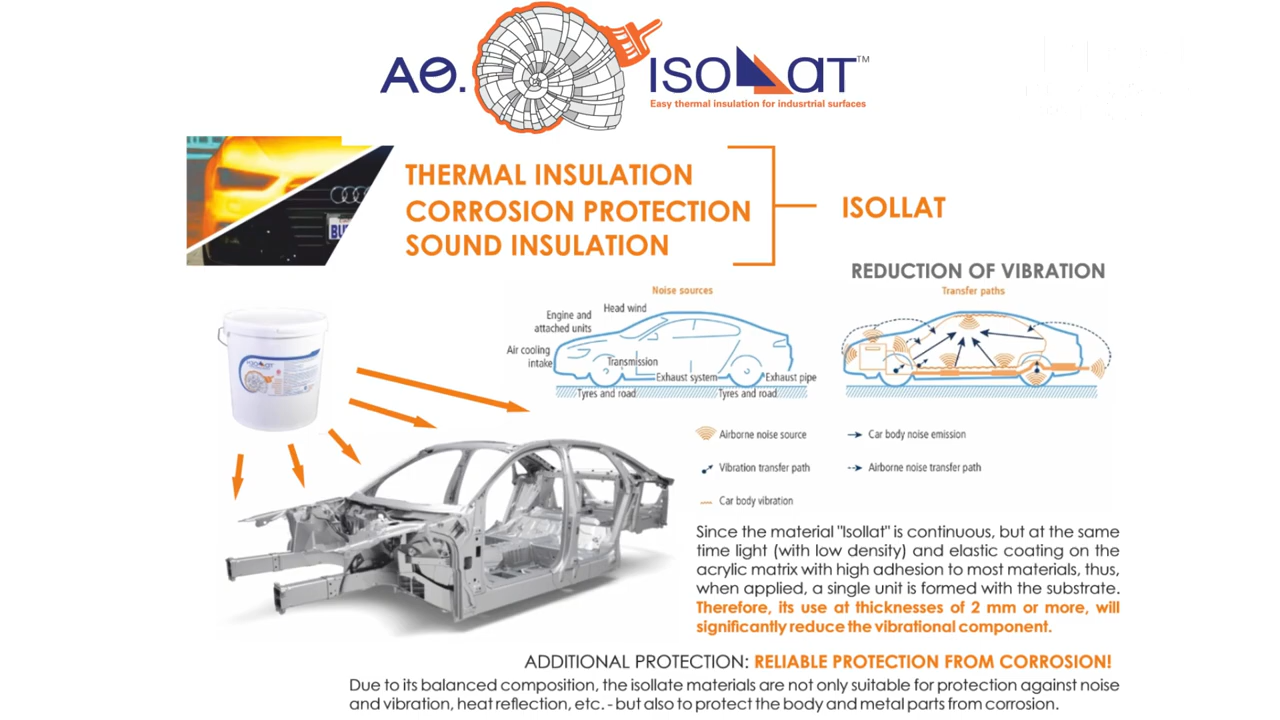 AΘ.
ISOLLAT™
Easy thermal insulation for indusrtrial surfaces
THERMAL INSULATION
CORROSION PROTECTION
SOUND INSULATION
ISOLLAT
REDUCTION OF VIBRATION
Noise sources
Transfer paths
Head wind
Engine and
attached units
Air cooling
intake
Transmission
Exhaust system
Exhaust pipe
Tyres and road
Tyres and road
Airborne noise source
Car body noise emission
Vibration transfer path
Airborne noise transfer path
Car body vibration
Since the material "Isollat" is continuous, but at the same
time light (with low density) and elastic coating on the
acrylic matrix with high adhesion to most materials, thus,
when applied, a single unit is formed with the substrate.
Therefore, its use at thicknesses of 2 mm or more, will
significantly reduce the vibrational component.
ADDITIONAL PROTECTION: RELIABLE PROTECTION FROM CORROSION!
Due to its balanced composition, the isollate materials are not only suitable for protection against noise
and vibration, heat reflection, etc. - but also to protect the body and metal parts from corrosion.